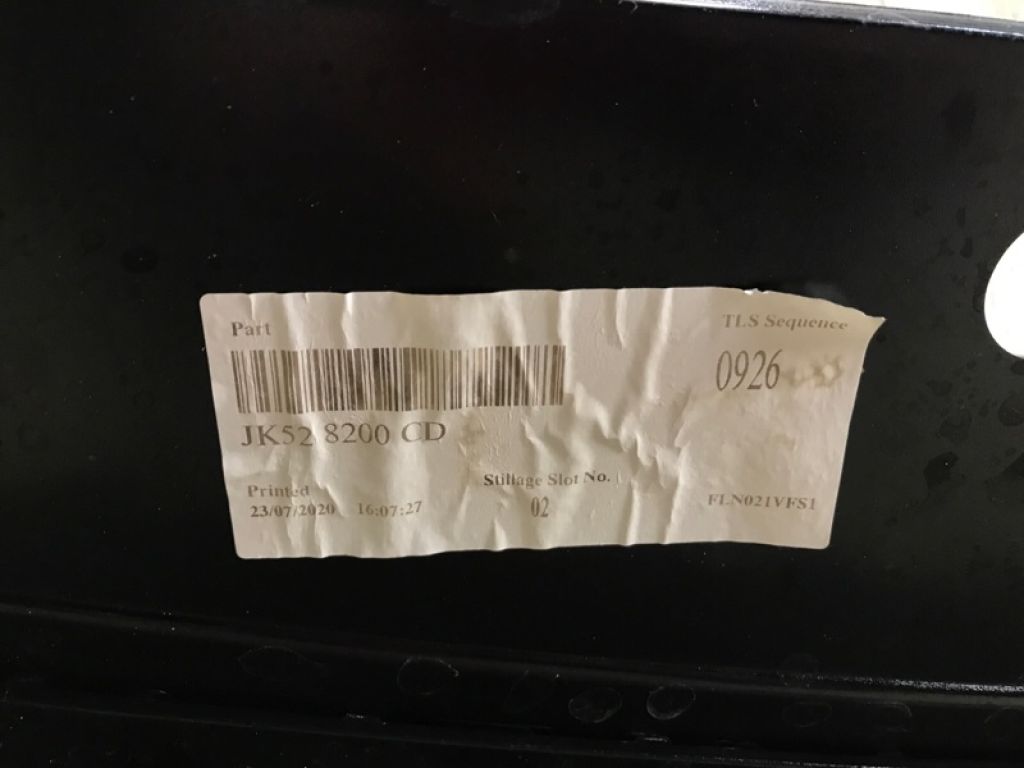 Part
TLS Sequence
0926
JK52 8200 CD
Printed
23/07/2020 16:07:27
Stillage Slot No.
02
FLN021VFS1